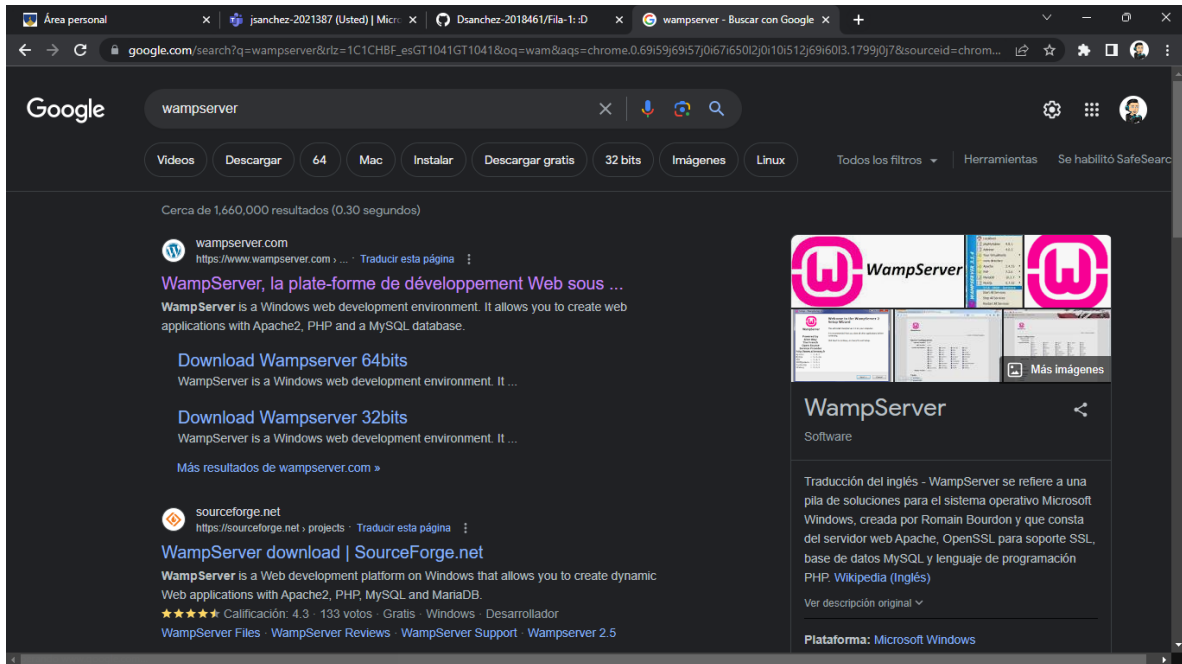 Área personal
jsanchez-2021387 (Usted) | Micro
Dsanchez-2018461/Fila-1: :D
wampserver - Buscar con Google
google.com/search?q=wampserver&rlz=1C1CHBF_esGT1041GT1041&oq=wam&aqs=chrome.0.69i59j69i57j0i67i650l2j0i10i512j69i60l3.1799j0j7&sourceid=chrom...
Google
wampserver
Videos
Descargar
64
Mac
Instalar
Descargar gratis
32 bits
Imágenes
Linux
Todos los filtros
Herramientas
Se habilitó SafeSearc
Cerca de 1,660,000 resultados (0.30 segundos)
wampserver.com
https://www.wampserver.com › ... · Traducir esta página
WampServer, la plate-forme de développement Web sous ...
WampServer is a Windows web development environment. It allows you to create web
applications with Apache2, PHP and a MySQL database.
Download Wampserver 64bits
WampServer is a Windows web development environment. It ...
Download Wampserver 32bits
WampServer is a Windows web development environment. It ...
Más resultados de wampserver.com »
sourceforge.net
https://sourceforge.net › projects · Traducir esta página
WampServer download | SourceForge.net
WampServer is a Web development platform on Windows that allows you to create dynamic
Web applications with Apache2, PHP, MySQL and MariaDB.
Calificación: 4.3 · 133 votos · Gratis · Windows · Desarrollador
WampServer Files · WampServer Reviews · WampServer Support · Wampserver 2.5
WampServer
Más imágenes
WampServer
Software
Traducción del inglés - WampServer se refiere a una
pila de soluciones para el sistema operativo Microsoft
Windows, creada por Romain Bourdon y que consta
del servidor web Apache, OpenSSL para soporte SSL,
base de datos MySQL y lenguaje de programación
PHP. Wikipedia (Inglés)
Ver descripción original
Plataforma: Microsoft Windows